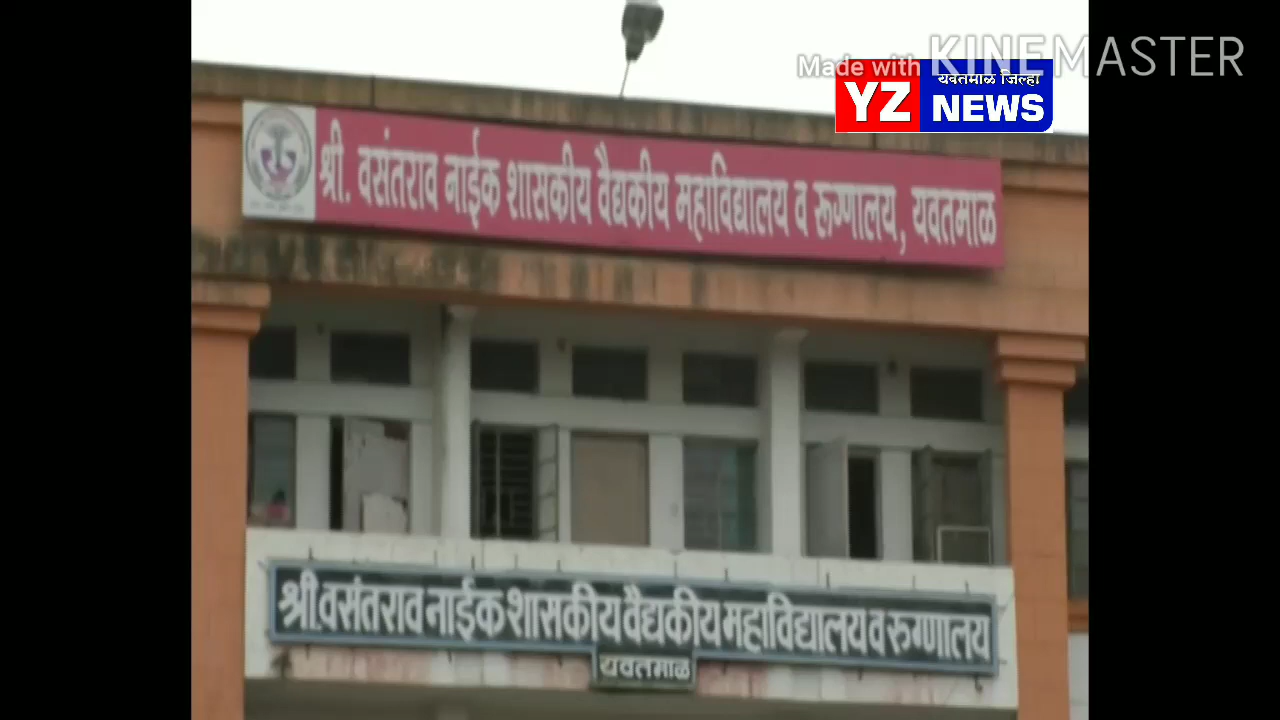 Made with KINEMASTER
यवतमाळ जिल्हा
YZ NEWS
श्री. वसंतराव नाईक शासकीय वैद्यकीय महाविद्यालय व रूग्णालय, यवतमाळ
श्री.वसंतराव नाईक शासकीय वैद्यकीय महाविद्यालय व रुग्णालय
यवतमाळ